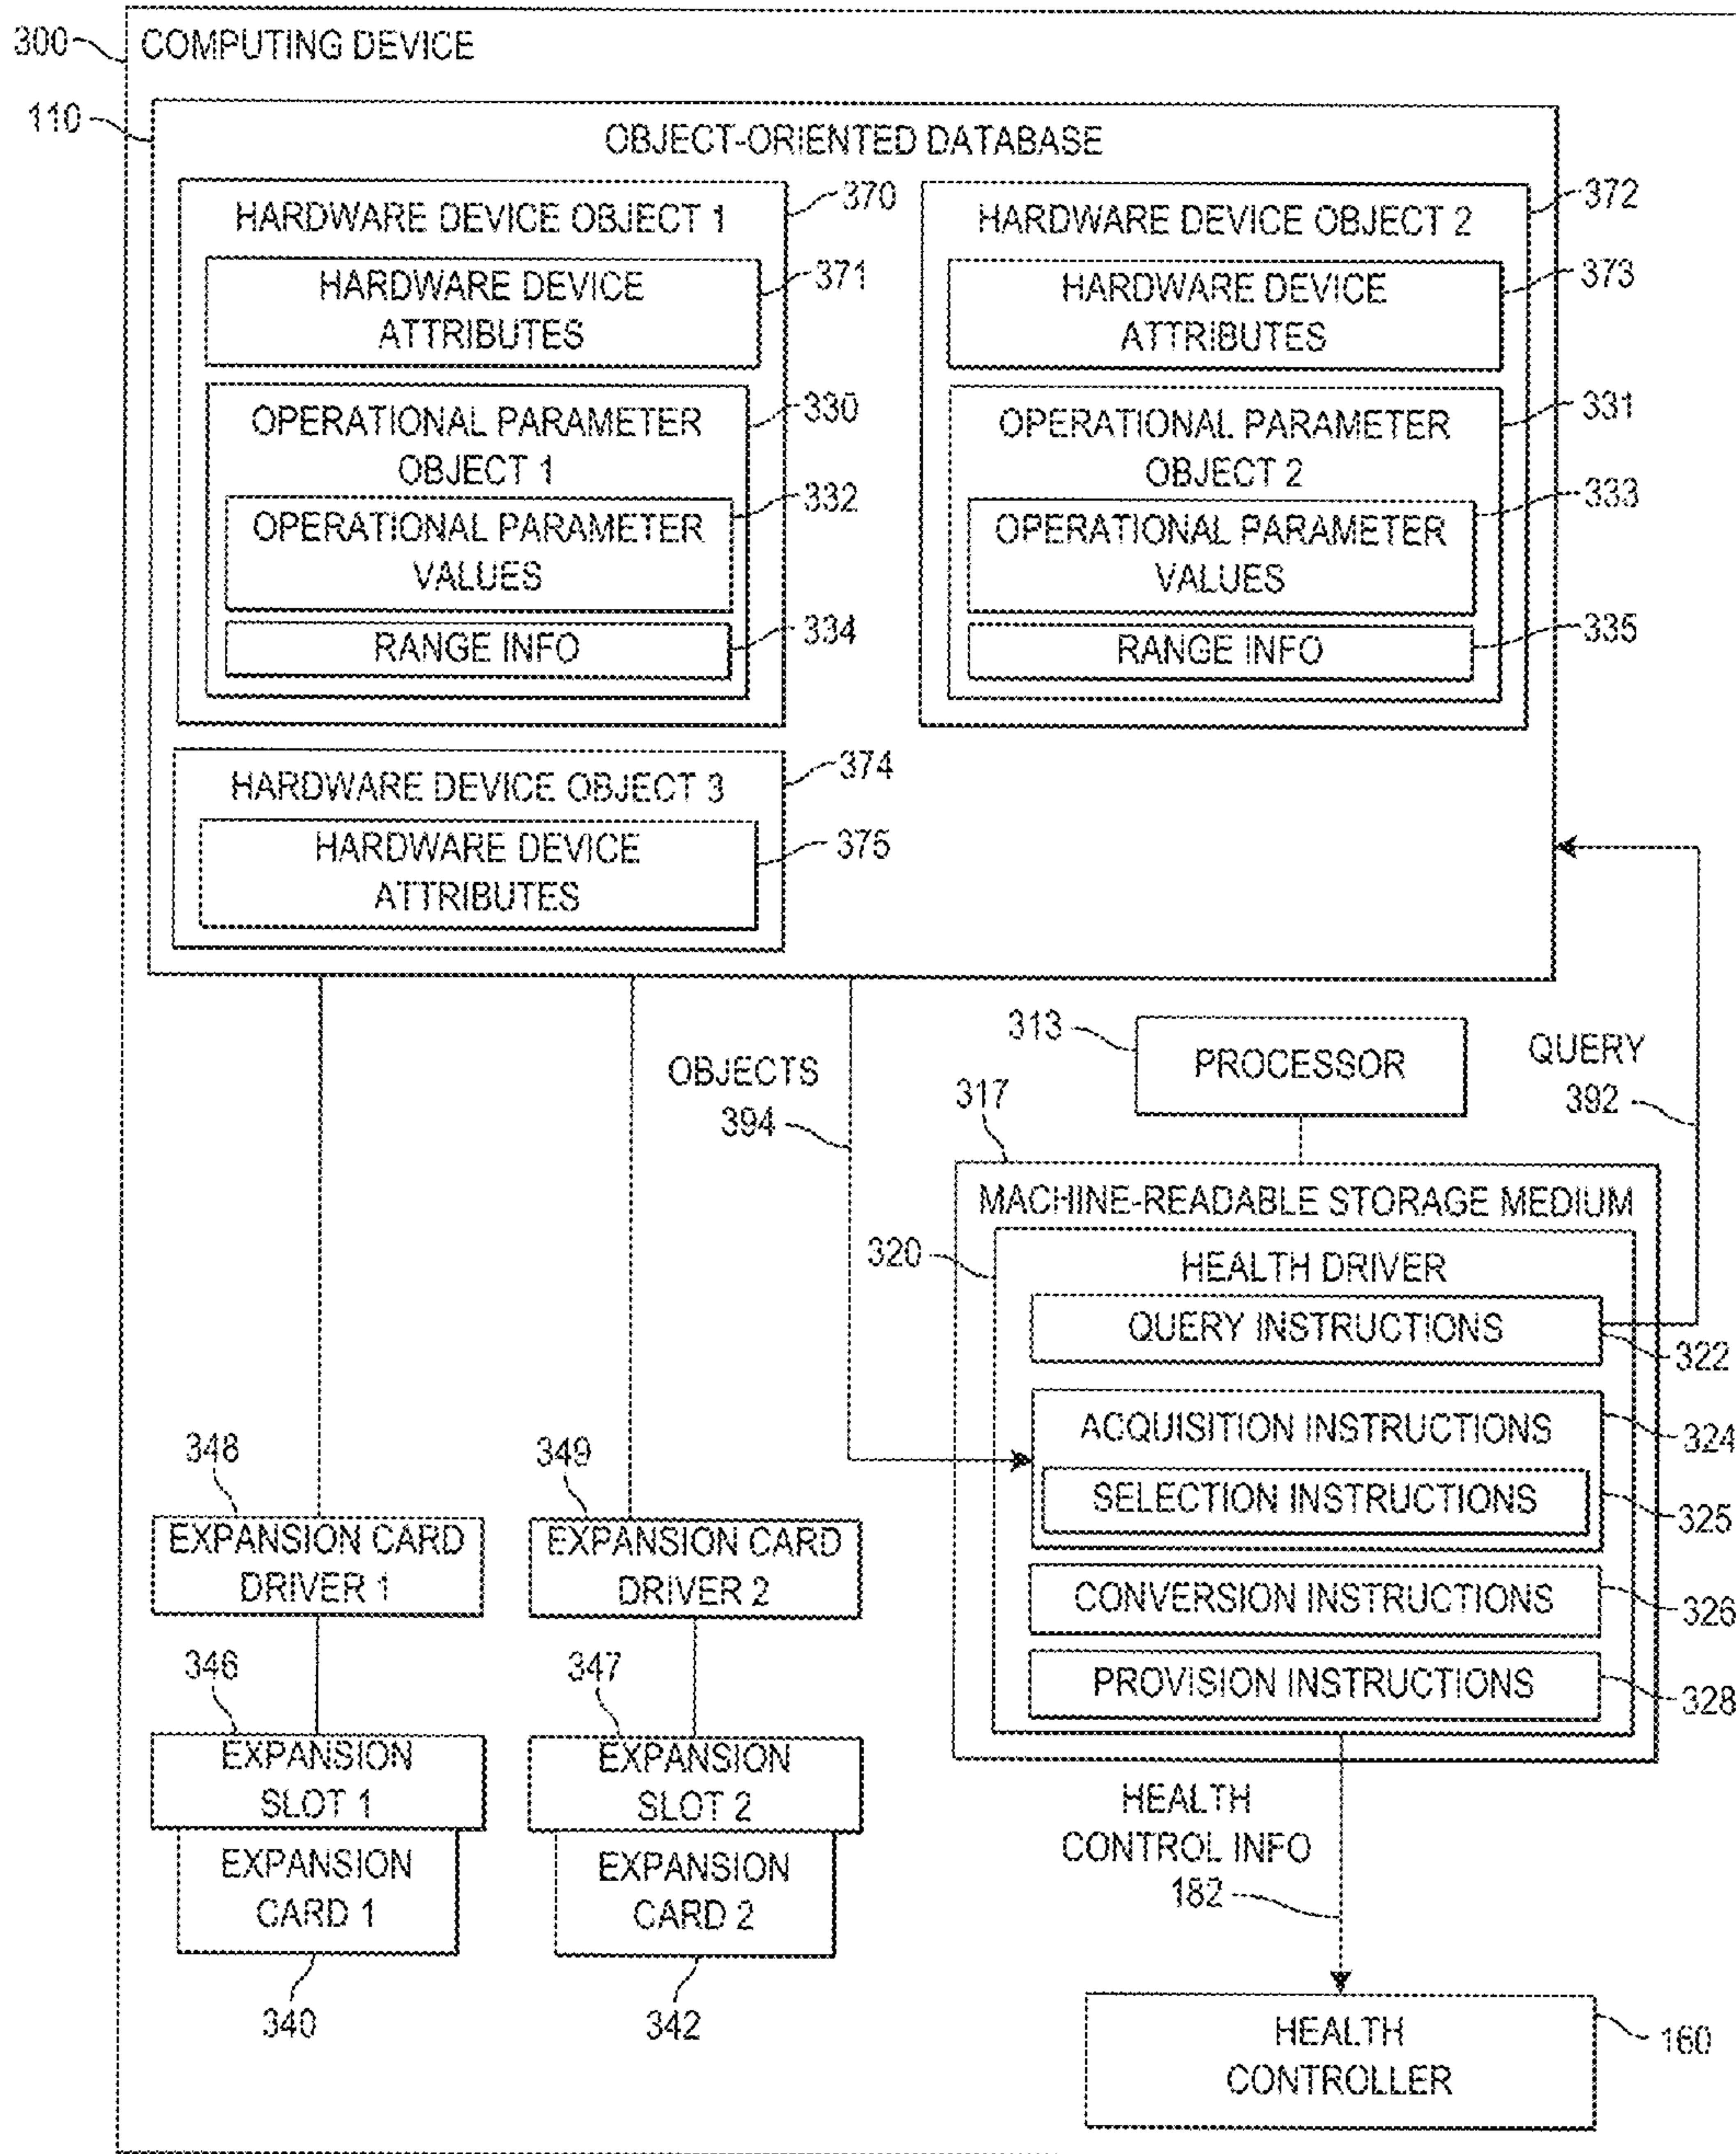 300 COMPUTING DEVICE
110
OBJECT-ORIENTED DATABASE
HARDWARE DEVICE OBJECT 1
370
HARDWARE DEVICE
ATTRIBUTES
371
OPERATIONAL PARAMETER
OBJECT 1
330
OPERATIONAL PARAMETER
VALUES
332
RANGE INFO
334
HARDWARE DEVICE OBJECT 2
372
HARDWARE DEVICE
ATTRIBUTES
373
OPERATIONAL PARAMETER
OBJECT 2
331
OPERATIONAL PARAMETER
VALUES
333
RANGE INFO
335
HARDWARE DEVICE OBJECT 3
374
HARDWARE DEVICE
ATTRIBUTES
375
OBJECTS
394
313
PROCESSOR
QUERY
392
317
MACHINE-READABLE STORAGE MEDIUM
320
HEALTH DRIVER
QUERY INSTRUCTIONS
322
ACQUISITION INSTRUCTIONS
324
SELECTION INSTRUCTIONS
325
CONVERSION INSTRUCTIONS
326
PROVISION INSTRUCTIONS
328
348
EXPANSION CARD
DRIVER 1
349
EXPANSION CARD
DRIVER 2
346
EXPANSION
SLOT 1
347
EXPANSION
SLOT 2
EXPANSION
CARD 1
340
EXPANSION
CARD 2
342
HEALTH
CONTROL INFO
182
HEALTH
CONTROLLER
160